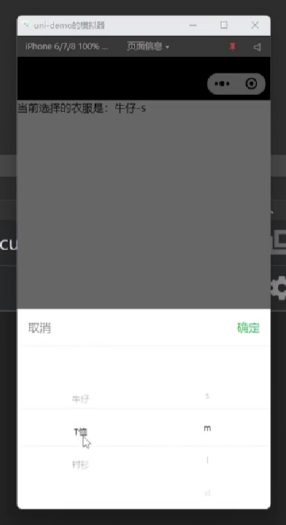 uni-demo的模拟器
iPhone 6/7/8 100% ...
页面信息
当前选择的衣服是：牛仔-s
cu
取消
确定
牛仔
s
T恤
m
衬衫
l
xl